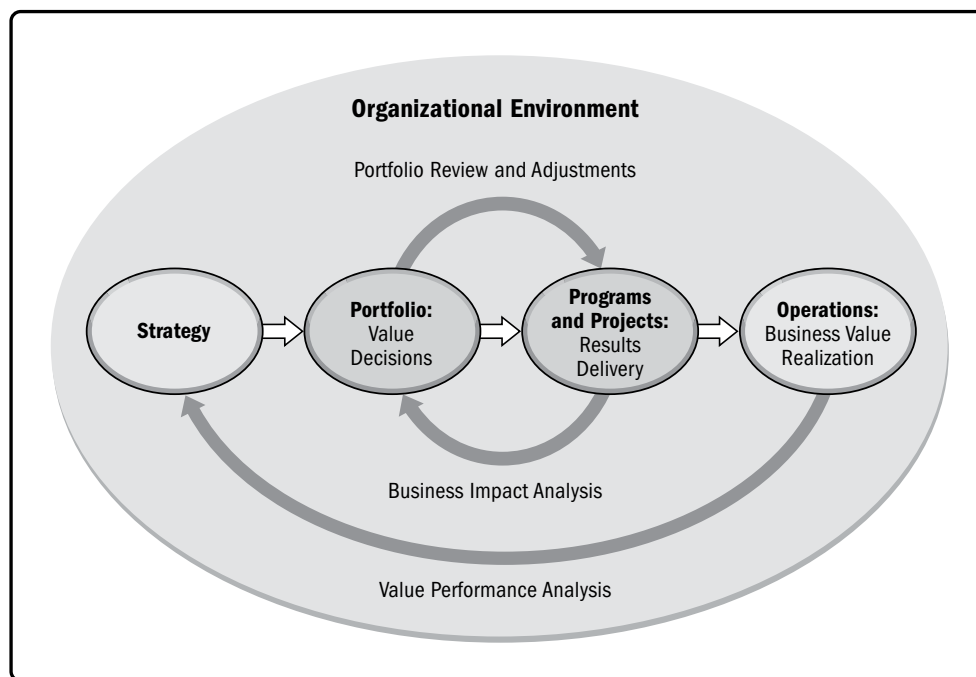 Organizational Environment
Portfolio Review and Adjustments
Strategy
Portfolio:
Value
Decisions
Programs
and Projects:
Results
Delivery
Operations:
Business Value
Realization
Business Impact Analysis
Value Performance Analysis